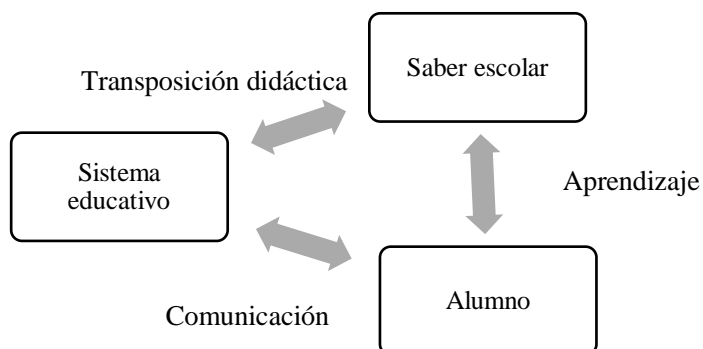 Transposición didáctica
Saber escolar
Sistema
educativo
Aprendizaje
Comunicación
Alumno